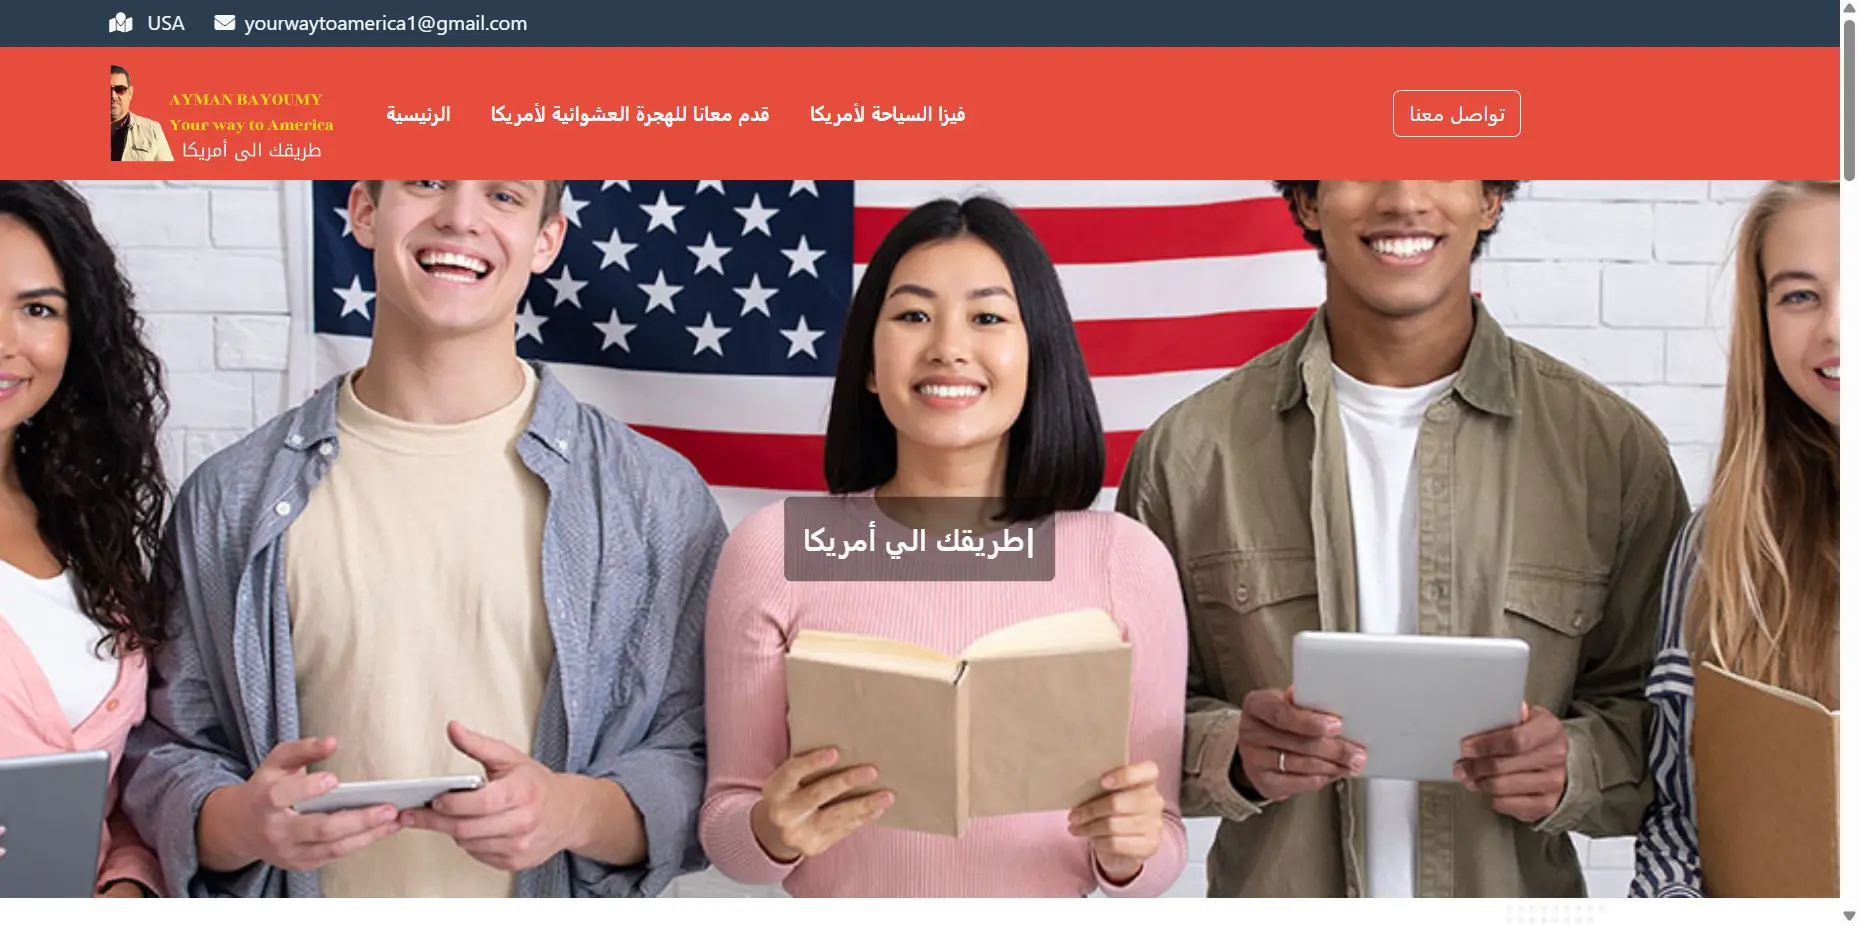 USA
yourwaytoamerica1@gmail.com
AYMAN BAYOUMY
Your way to America
طريقك الى أمريكا
الرئيسية
قدم معانا للهجرة العشوائية لأمريكا
فيزا السياحة لأمريكا
تواصل معنا
طريقك الي أمريكا|